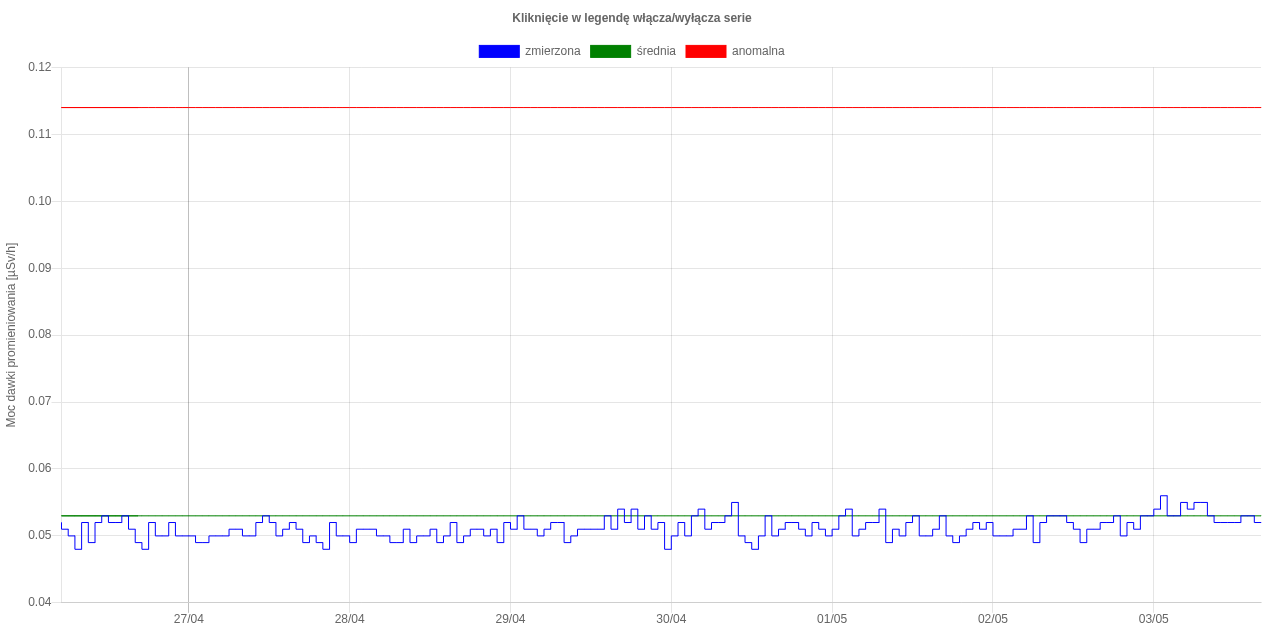 Kliknięcie w legendę włącza/wyłącza serie
zmierzona średnia anomalna
Moc dawki promieniowania [µSv/h]
0.12
0.11
0.10
0.09
0.08
0.07
0.06
0.05
0.04
27/04 28/04 29/04 30/04 01/05 02/05 03/05